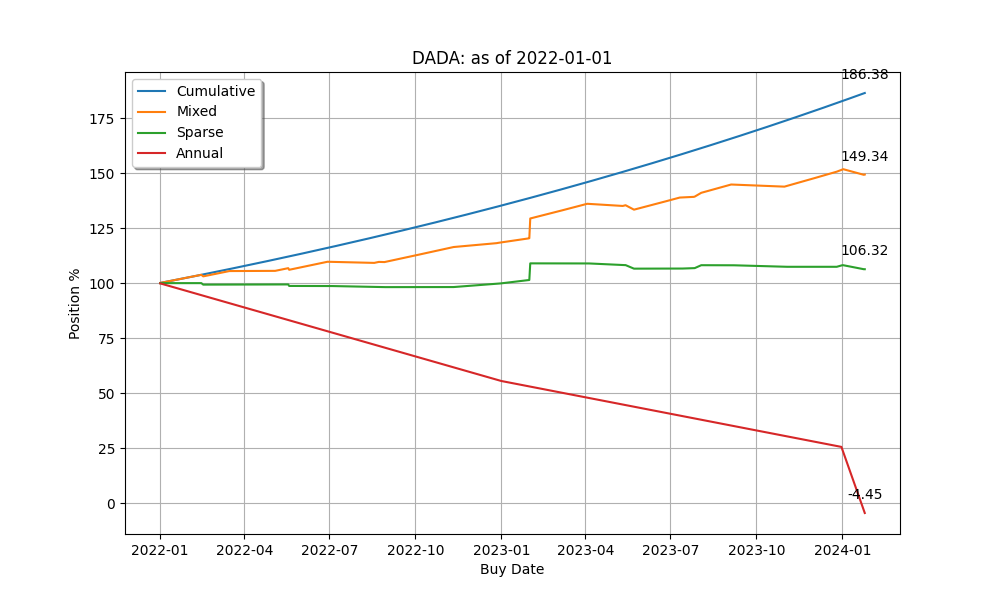 DADA: as of 2022-01-01
186.38
Cumulative
Mixed
Sparse
Annual
149.34
106.32
-4.45
175
150
125
100
75
50
25
0
Position %
2022-01 2022-04 2022-07 2022-10 2023-01 2023-04 2023-07 2023-10 2024-01
Buy Date